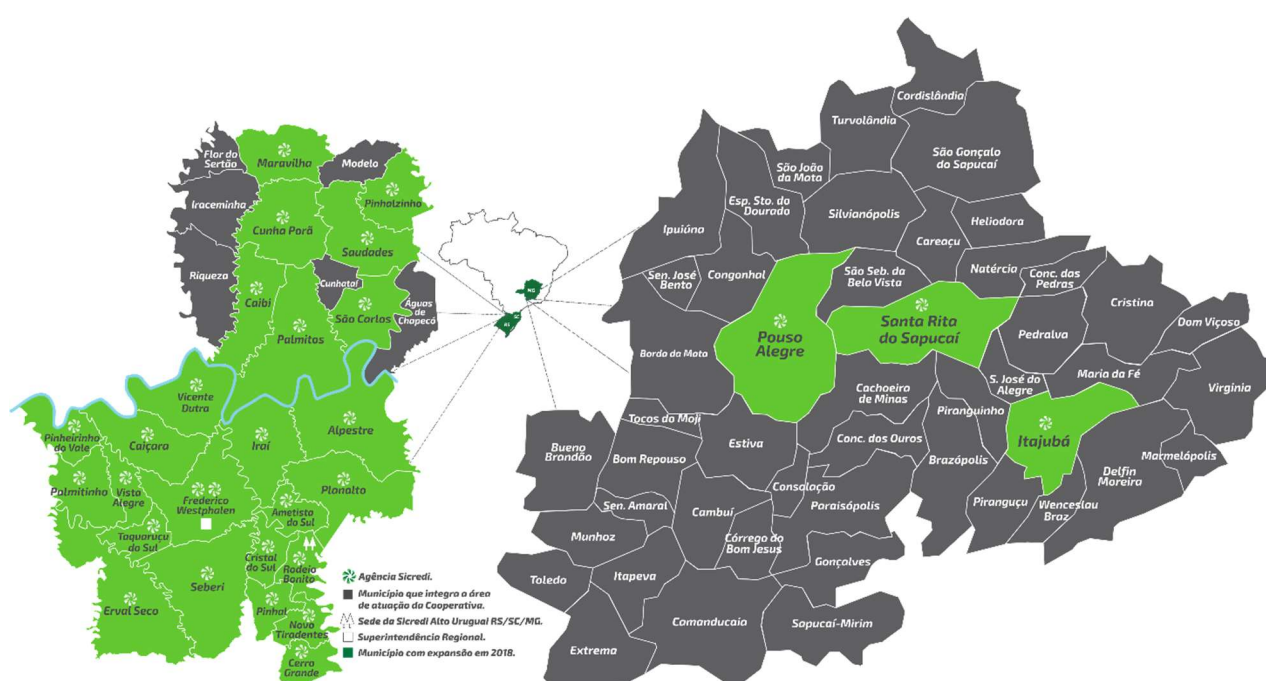 Flor do
Sertão
Maravilha
Modelo
Iraceminha
Pinhalzinho
Cunha Porã
Saudades
Riqueza
Cunhataí
Caibi
São Carlos
Águas
de
Chapecó
Palmitos
Vicente
Dutra
Pinheirinho
do Vale
Caiçara
Iraí
Alpestre
Palmitinho
Vista
Alegre
Frederico
Westphalen
Planalto
Ametista
do Sul
Taquaruçu
do Sul
Cristal
do Sul
Rodeio
Bonito
Seberi
Erval Seco
Pinhal
Novo
Tiradentes
Cerro
Grande
MG
SC
RS
Agência Sicredi.
Município que integra a área
de atuação da Cooperativa.
Sede da Sicredi Alto Uruguai RS/SC/MG.
Superintendência Regional.
Município com expansão em 2018.
Cordislândia
Turvolândia
São Gonçalo
do Sapucaí
São João
da Mata
Esp. Sto. do
Dourado
Silvianópolis
Heliodora
Ipuiúna
Careaçu
Sen. José
Bento
Congonhal
São Seb. da
Bela Vista
Natércia
Conc. das
Pedras
Cristina
Dom Viçoso
Pouso
Alegre
Santa Rita
do Sapucaí
Pedralva
Borda da Mata
Maria da Fé
Virginia
S. José do
Alegre
Cachoeira
de Minas
Piranguinho
Itajubá
Tocos do Moji
Bueno
Brandão
Bom Repouso
Estiva
Conc. dos Ouros
Brazópolis
Marmelópolis
Delfin
Moreira
Consolação
Paraisópolis
Piranguçu
Wenceslau
Braz
Sen. Amaral
Cambuí
Munhoz
Córrego do
Bom Jesus
Gonçalves
Toledo
Itapeva
Camanducaia
Sapucaí-Mirim
Extrema